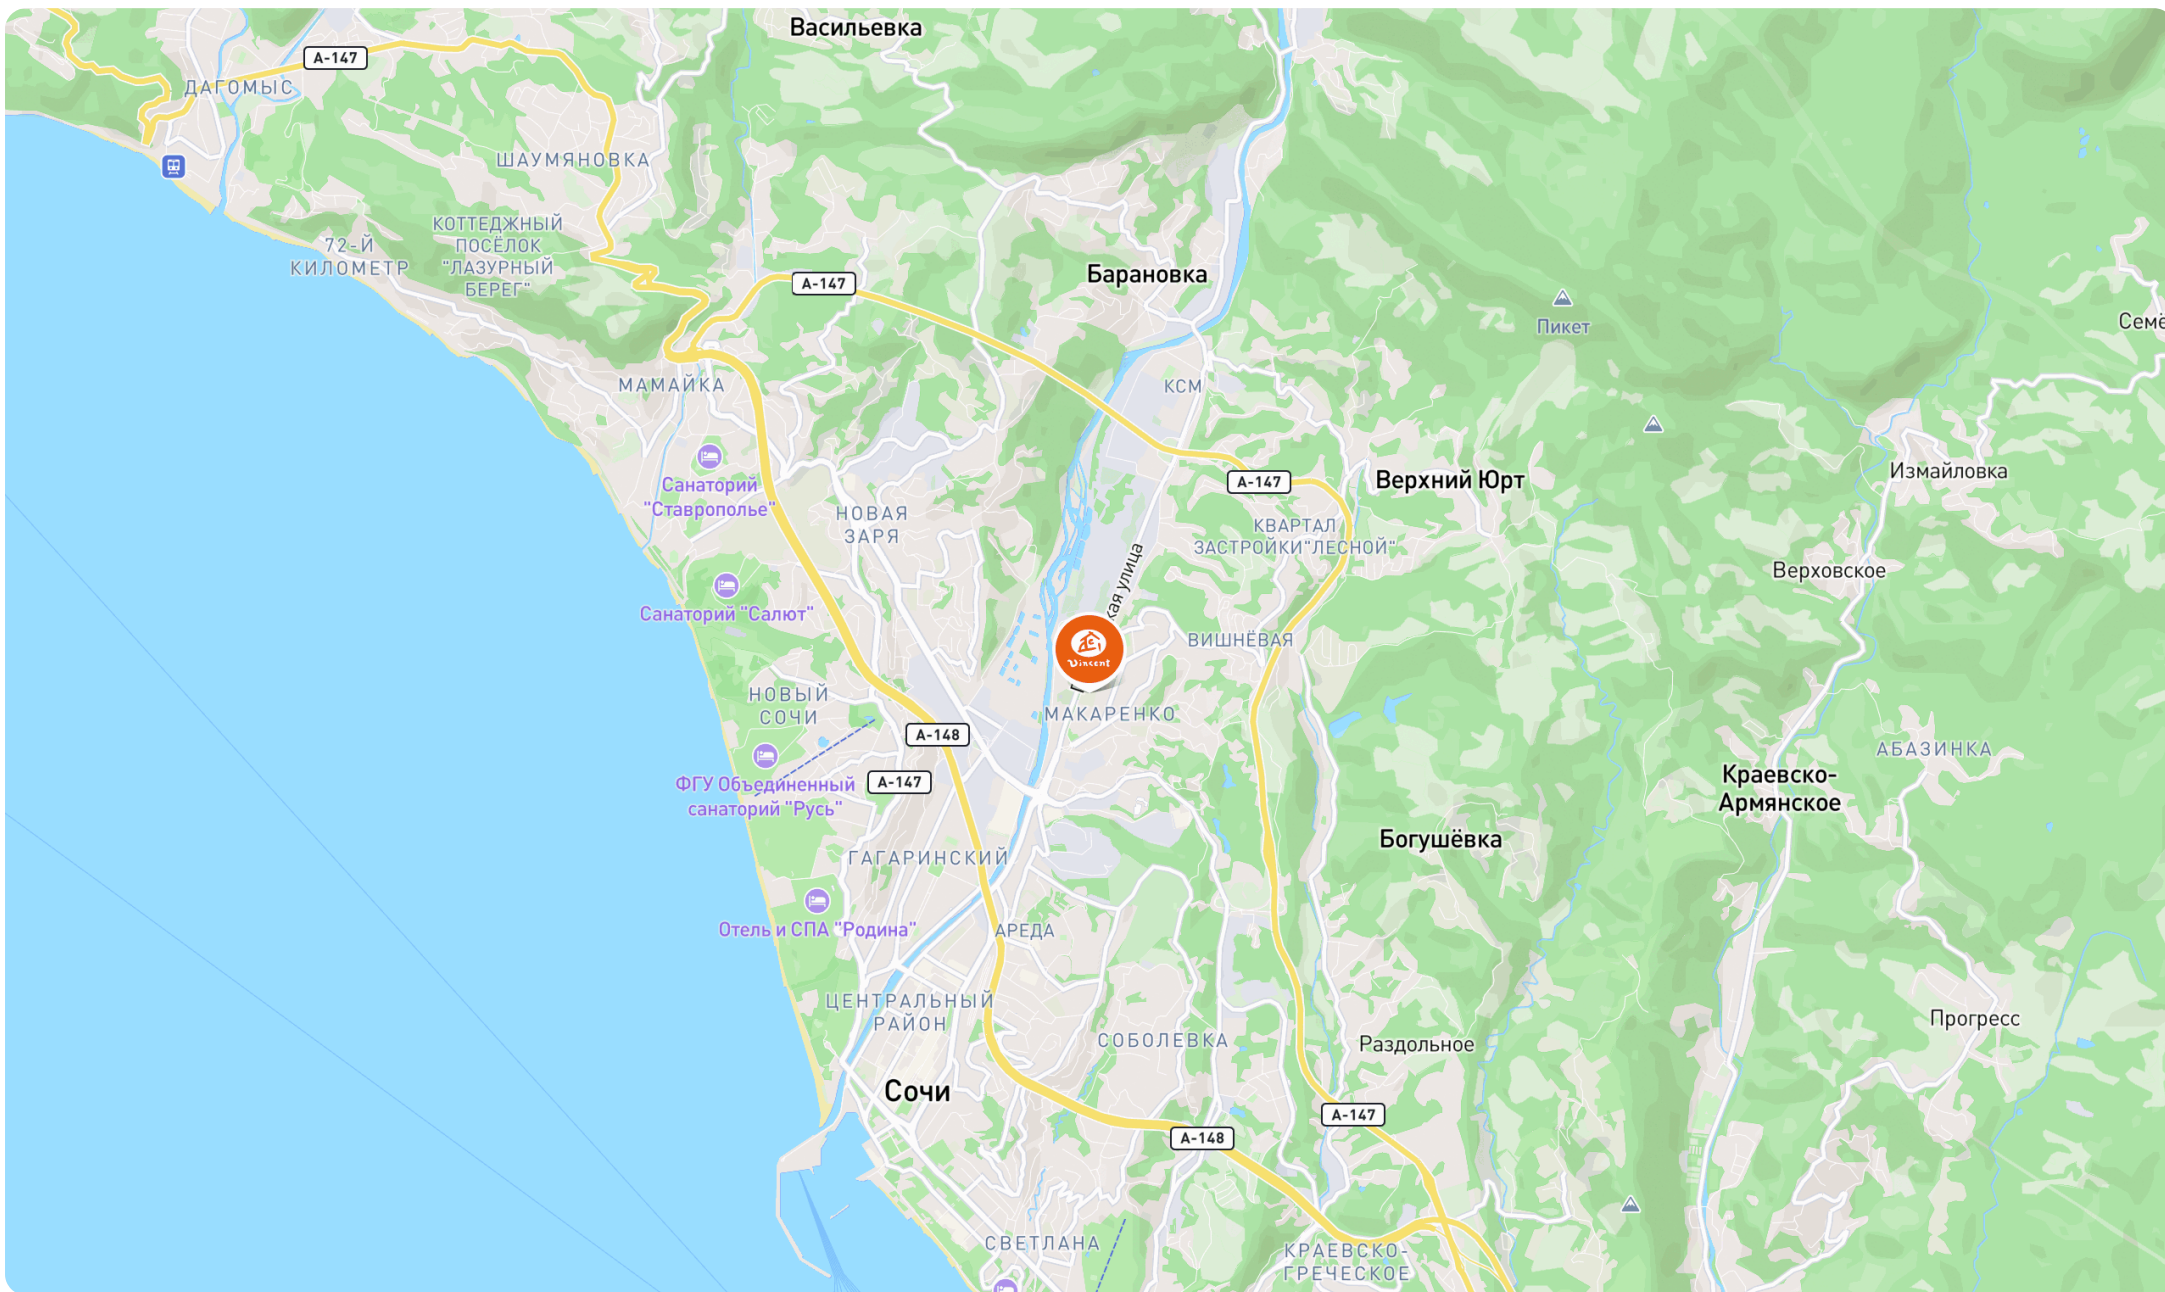 Васильевка
А-147
ДАГОМЫС
ШАУМЯНОВКА
КОТТЕДЖНЫЙ
ПОСЁЛОК
"ЛАЗУРНЫЙ
БЕРЕГ"
72-Й
КИЛОМЕТР
А-147
Барановка
Пикет
Семё
МАМАЙКА
КСМ
Санаторий
"Ставрополье"
А-147
Верхний Юрт
Измайловка
НОВАЯ
ЗАРЯ
КВАРТАЛ
ЗАСТРОЙКИ"ЛЕСНОЙ"
кая улица
Верховское
Санаторий "Салют"
ВИШНЁВАЯ
Vincent
НОВЫЙ
СОЧИ
МАКАРЕНКО
А-148
АБАЗИНКА
А-147
ФГУ Объединенный
санаторий "Русь"
Краевско-
Армянское
Богушёвка
ГАГАРИНСКИЙ
Отель и СПА "Родина"
АРЕДА
ЦЕНТРАЛЬНЫЙ
РАЙОН
Прогресс
СОБОЛЕВКА
Раздольное
Сочи
А-147
А-148
СВЕТЛАНА
КРАЕВСКО-
ГРЕЧЕСКОЕ